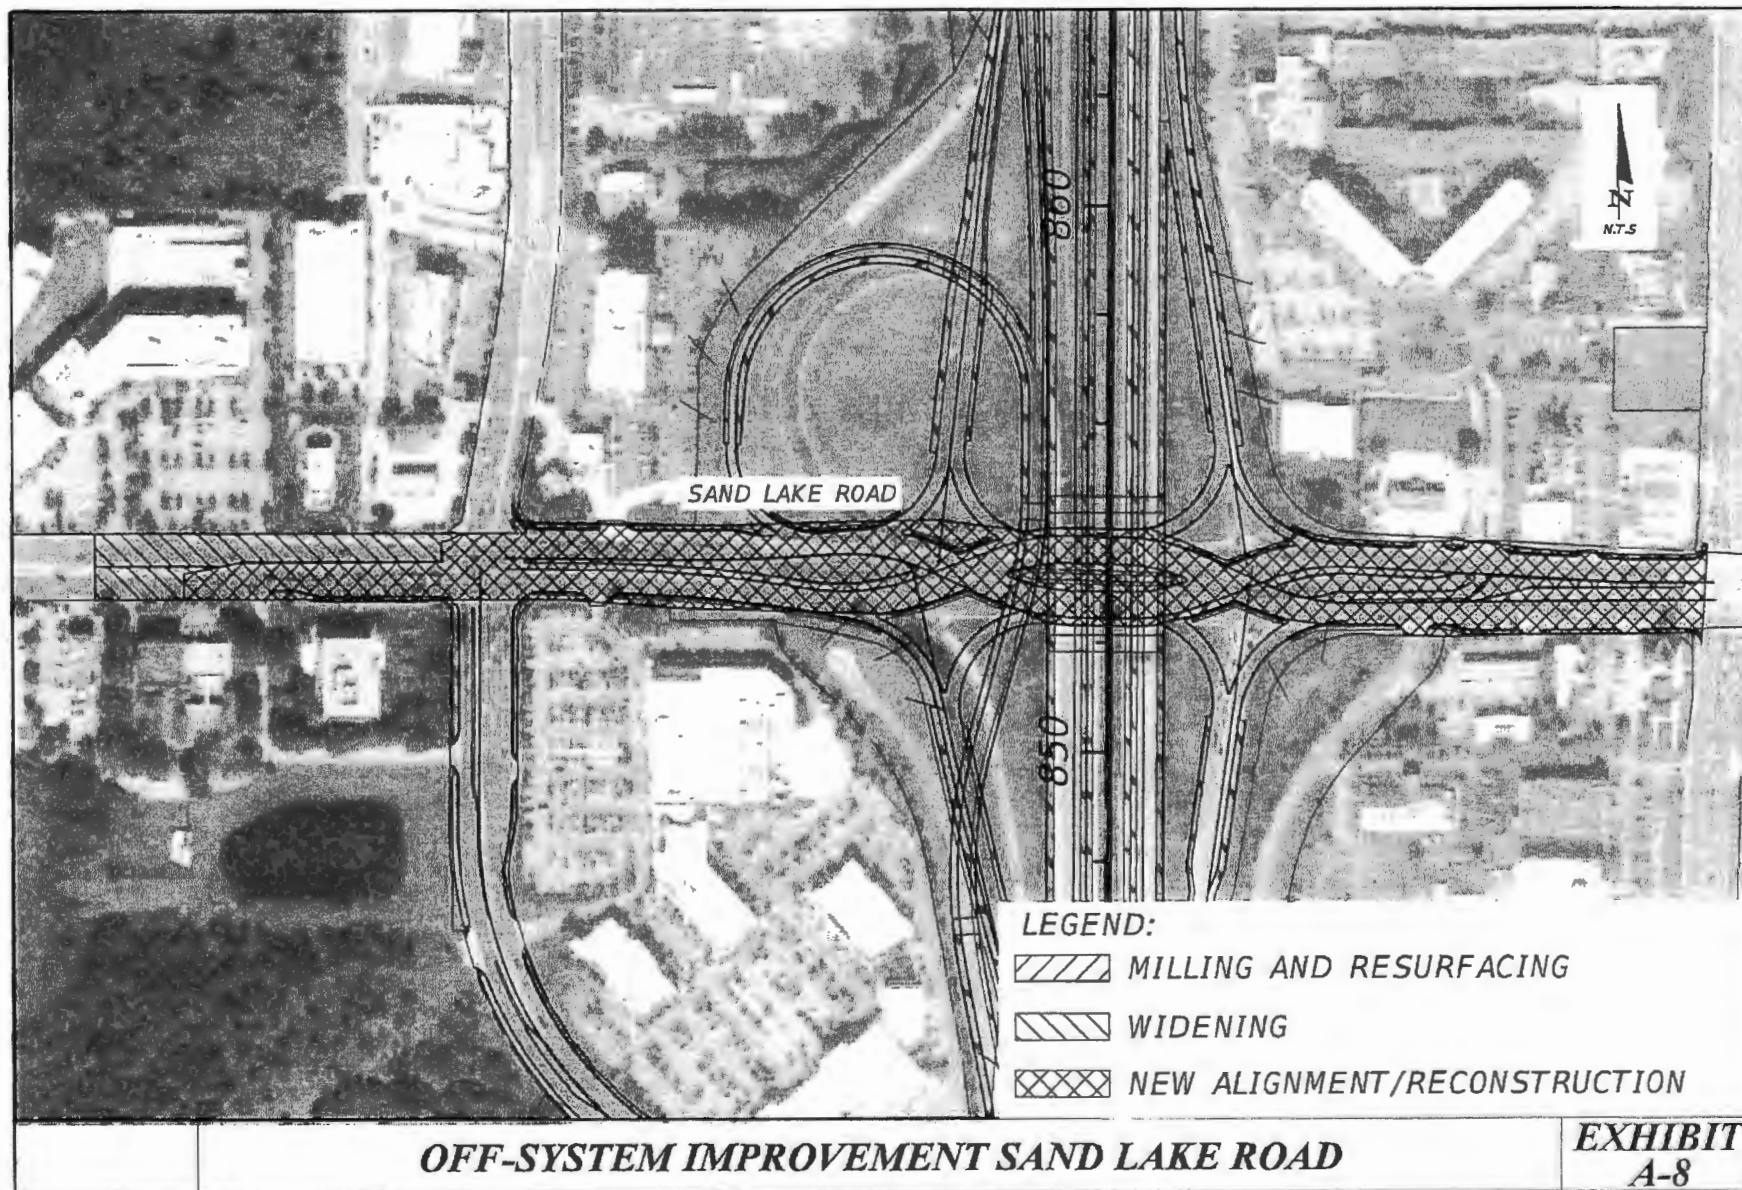 860
N
N.T.S
SAND LAKE ROAD
850
LEGEND:
MILLING AND RESURFACING
WIDENING
NEW ALIGNMENT/RECONSTRUCTION
OFF-SYSTEM IMPROVEMENT SAND LAKE ROAD
EXHIBIT
A-8